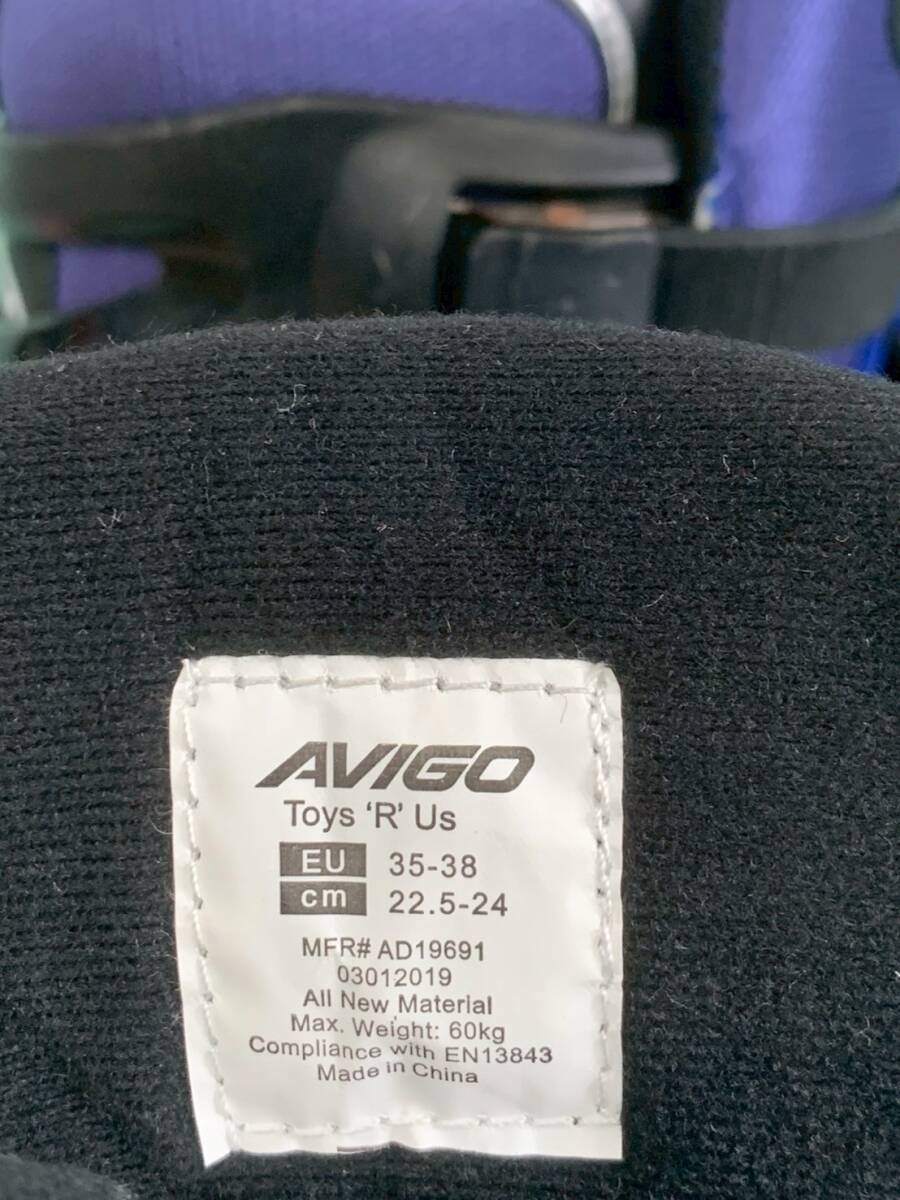 AVIGO
Toys ‘R’ Us
EU 35-38
cm 22.5-24
MFR# AD19691
03012019
All New Material
Max. Weight: 60kg
Compliance with EN13843
Made in China